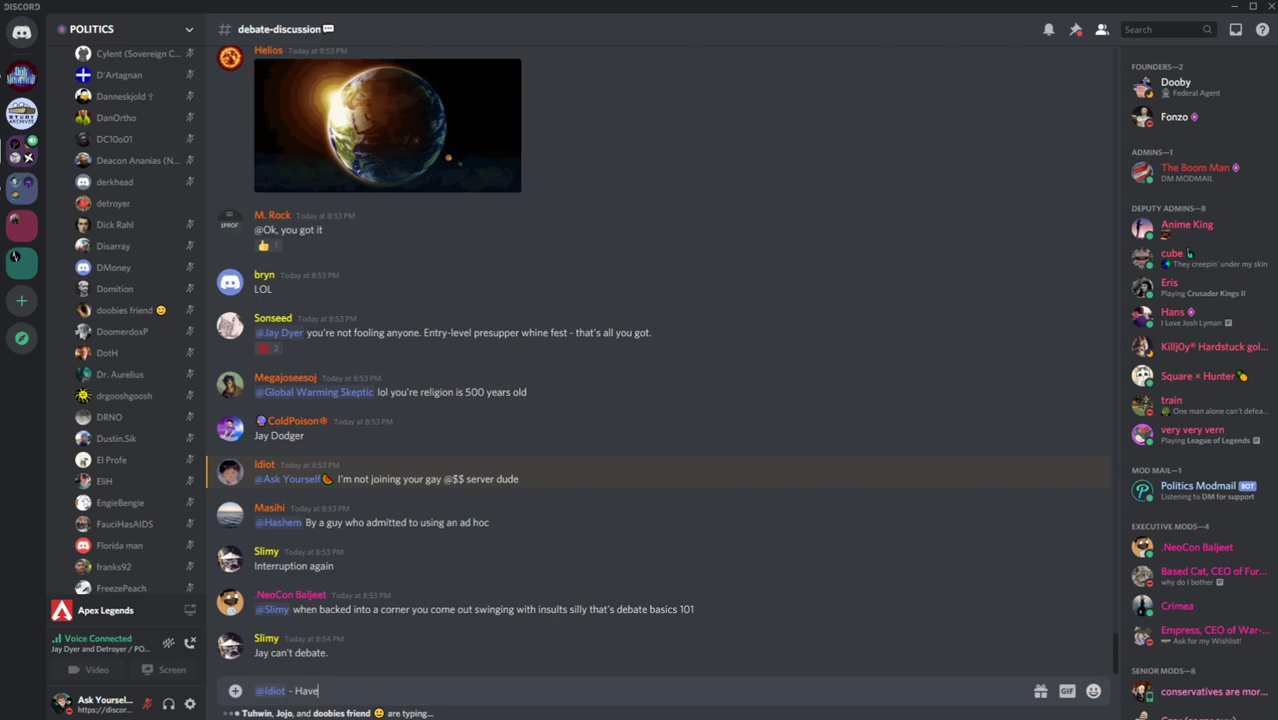 DISCORD
POLITICS
Cylent (Sovereign C...
D'Artagnan
Danneskjold †
DanOrtho
DC10o01
Deacon Ananias (N...
derkhead
detroyer
Dick Rahl
Disarray
DMoney
Domition
doobies friend 🙂
DoomerdoxP
DotH
Dr. Aurelius
drgooshgoosh
DRNO
Dustin.Sik
El Profe
EliH
EngieBengie
FauciHasAIDS
Florida man
franks92
FreezePeach
Apex Legends
Voice Connected
Jay Dyer and Detroyer / PO...
Video
Screen
Ask Yoursel...
https://discor...
# debate-discussion💬
Search
Helios Today at 8:53 PM
1PROF
M. Rock Today at 8:53 PM
@Ok, you got it
👍 1
bryn Today at 8:53 PM
LOL
Sonseed Today at 8:53 PM
@Jay Dyer you're not fooling anyone. Entry-level presupper whine fest - that's all you got.
🟥 2
Megajoseesoj Today at 8:53 PM
@Global Warming Skeptic lol you're religion is 500 years old
🔮ColdPoison❄ Today at 8:53 PM
Jay Dodger
Idiot Today at 8:53 PM
@Ask Yourself🍉 I'm not joining your gay @$$ server dude
Masihi Today at 8:53 PM
@Hashem By a guy who admitted to using an ad hoc
Slimy Today at 8:53 PM
Interruption again
.NeoCon Baljeet Today at 8:53 PM
@Slimy when backed into a corner you come out swinging with insults silly that's debate basics 101
Slimy Today at 8:54 PM
Jay can't debate.
@Idiot - Have
GIF
Tuhwin, Jojo, and doobies friend 🙂 are typing...
FOUNDERS—2
Dooby
Federal Agent
Fonzo
ADMINS—1
The Boom Man
DM MODMAIL
DEPUTY ADMINS—8
Anime King
cube
They creepin' under my skin
Eris
Playing Crusader Kings II
Hans
I Love Josh Lyman
Killj0y® Hardstuck gol...
Square × Hunter🍍
train
One man alone can't defea...
very very vern
Playing League of Legends
MOD MAIL—1
Politics Modmail BOT
Listening to DM for support
EXECUTIVE MODS—4
.NeoCon Baljeet
Based Cat, CEO of Fur...
why do I bother
Crimea
Empress, CEO of War-...
Ask for my Wishlist!
SENIOR MODS—8
conservatives are mor...